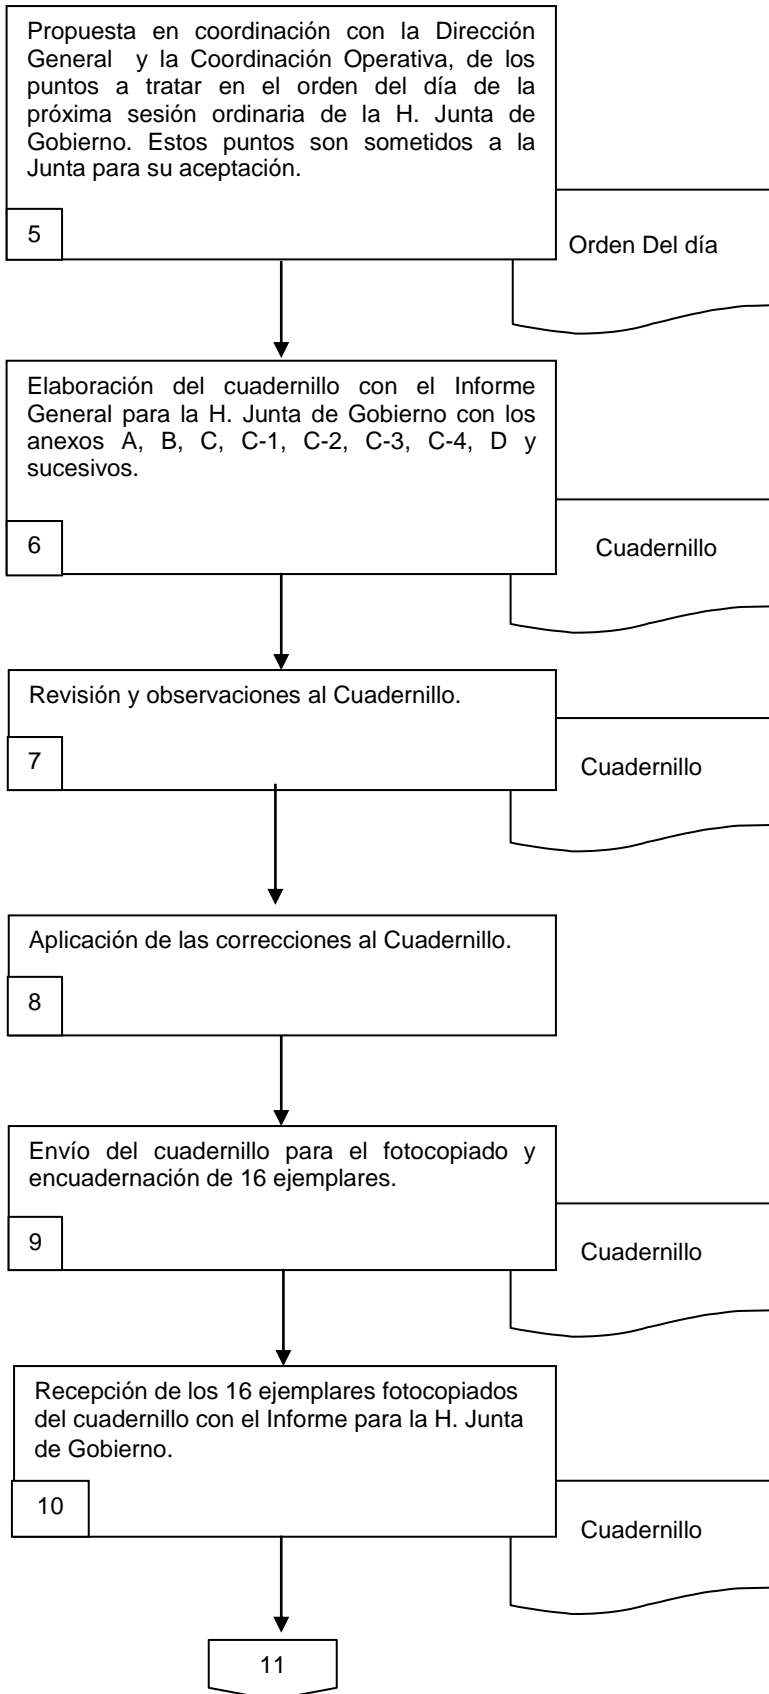 Propuesta en coordinación con la Dirección
General y la Coordinación Operativa, de los
puntos a tratar en el orden del día de la
próxima sesión ordinaria de la H. Junta de
Gobierno. Estos puntos son sometidos a la
Junta para su aceptación.
5
Orden Del día
Elaboración del cuadernillo con el Informe
General para la H. Junta de Gobierno con los
anexos A, B, C, C-1, C-2, C-3, C-4, D y
sucesivos.
6
Cuadernillo
Revisión y observaciones al Cuadernillo.
7
Cuadernillo
Aplicación de las correcciones al Cuadernillo.
8
Envío del cuadernillo para el fotocopiado y
encuadernación de 16 ejemplares.
9
Cuadernillo
Recepción de los 16 ejemplares fotocopiados
del cuadernillo con el Informe para la H. Junta
de Gobierno.
10
Cuadernillo
11